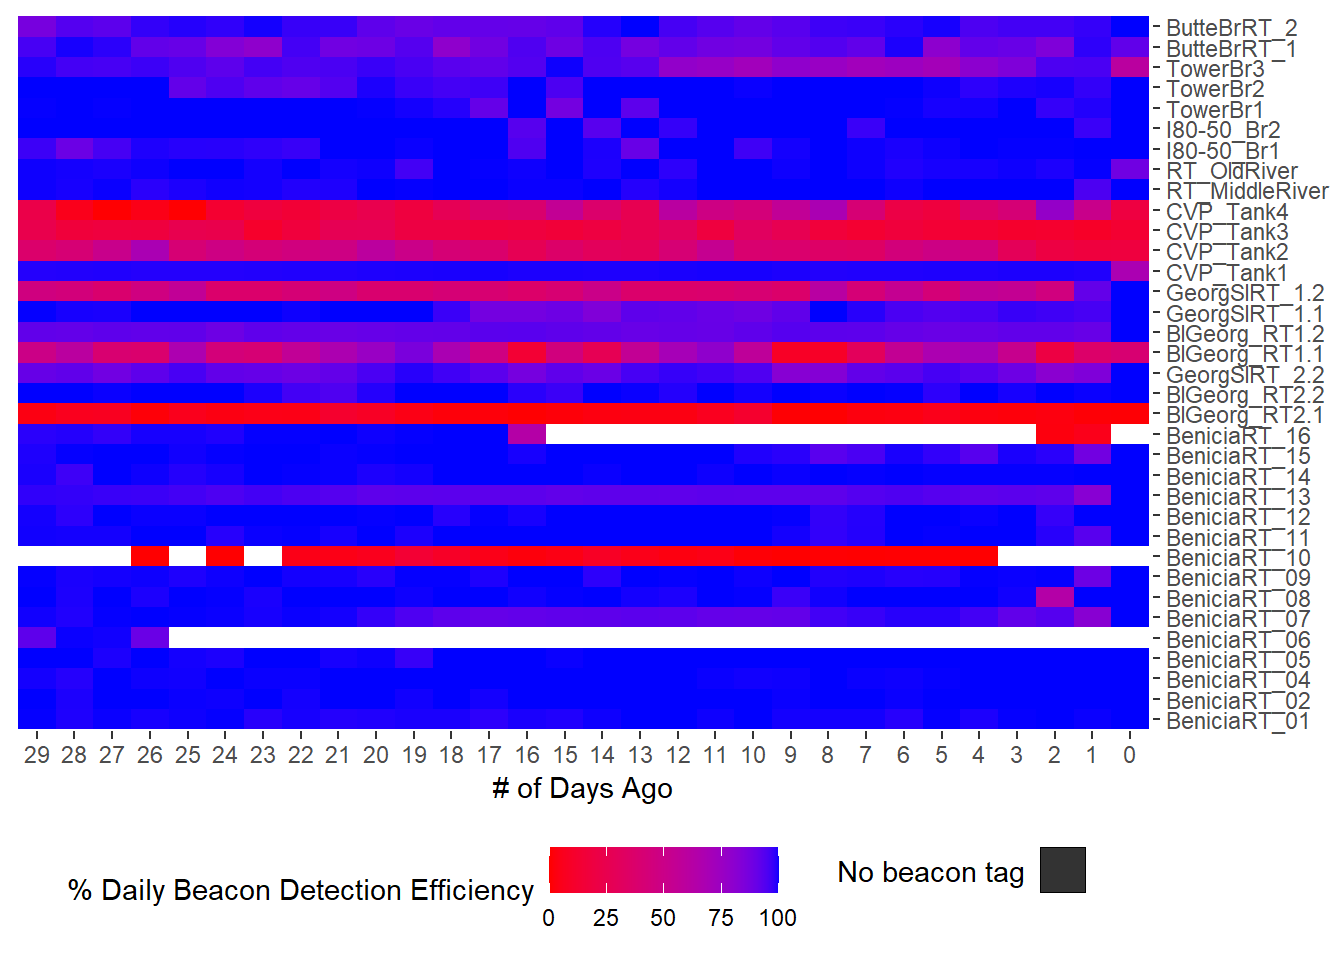 ButteBrRT_2
ButteBrRT_1
TowerBr3
TowerBr2
TowerBr1
I80-50_Br2
I80-50_Br1
RT_OldRiver
RT_MiddleRiver
CVP_Tank4
CVP_Tank3
CVP_Tank2
CVP_Tank1
GeorgSlRT_1.2
GeorgSlRT_1.1
BlGeorg_RT1.2
BlGeorg_RT1.1
GeorgSlRT_2.2
BlGeorg_RT2.2
BlGeorg_RT2.1
BeniciaRT_16
BeniciaRT_15
BeniciaRT_14
BeniciaRT_13
BeniciaRT_12
BeniciaRT_11
BeniciaRT_10
BeniciaRT_09
BeniciaRT_08
BeniciaRT_07
BeniciaRT_06
BeniciaRT_05
BeniciaRT_04
BeniciaRT_02
BeniciaRT_01
29 28 27 26 25 24 23 22 21 20 19 18 17 16 15 14 13 12 11 10 9 8 7 6 5 4 3 2 1 0
# of Days Ago
% Daily Beacon Detection Efficiency
0 25 50 75 100
No beacon tag